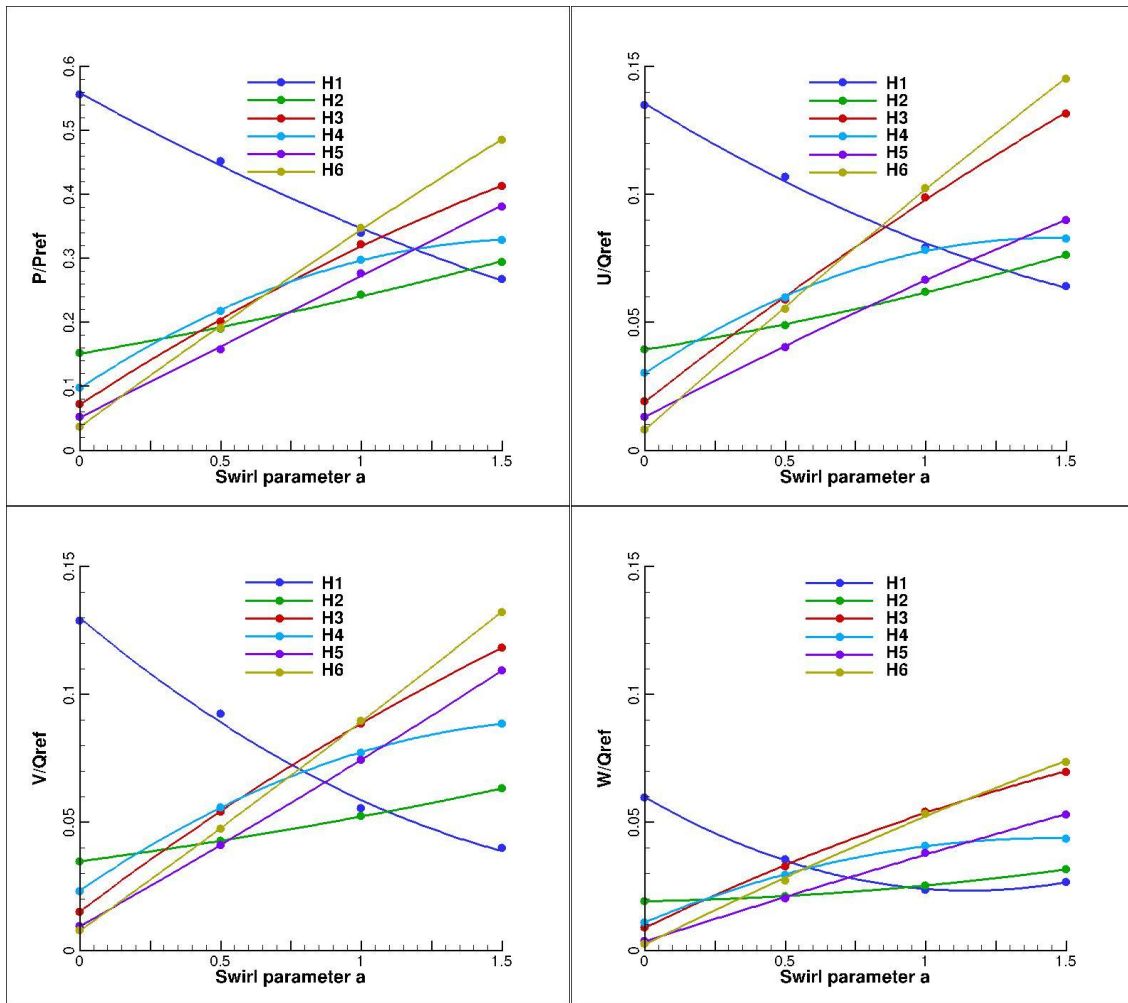 0.6
0.5
0.4
0.3
0.2
0.1
0
P/Pref
H1
H2
H3
H4
H5
H6
0 0.5 1 1.5
Swirl parameter a
0.15
0.1
0.05
0
U/Qref
H1
H2
H3
H4
H5
H6
0 0.5 1 1.5
Swirl parameter a
0.15
0.1
0.05
0
V/Qref
H1
H2
H3
H4
H5
H6
0 0.5 1 1.5
Swirl parameter a
0.15
0.1
0.05
0
W/Qref
H1
H2
H3
H4
H5
H6
0 0.5 1 1.5
Swirl parameter a